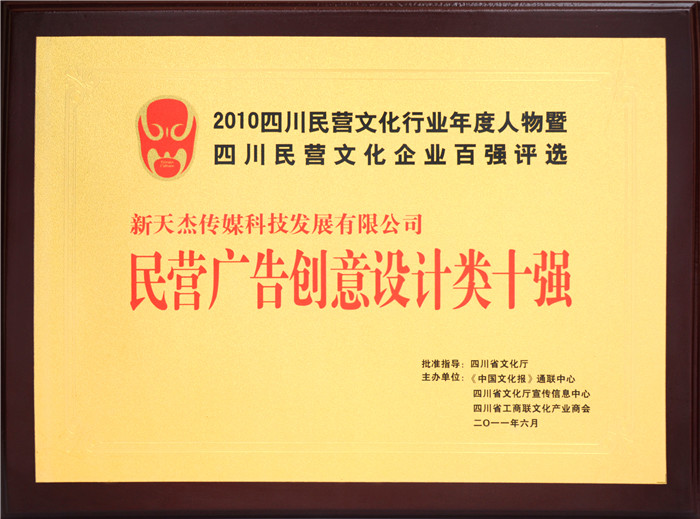 2010四川民营文化行业年度人物暨
四川民营文化企业百强评选
新天杰传媒科技发展有限公司
民营广告创意设计类十强
批准指导：四川省文化厅
主办单位：《中国文化报》通联中心
四川省文化厅宣传信息中心
四川省工商联文化产业商会
二〇一一年六月